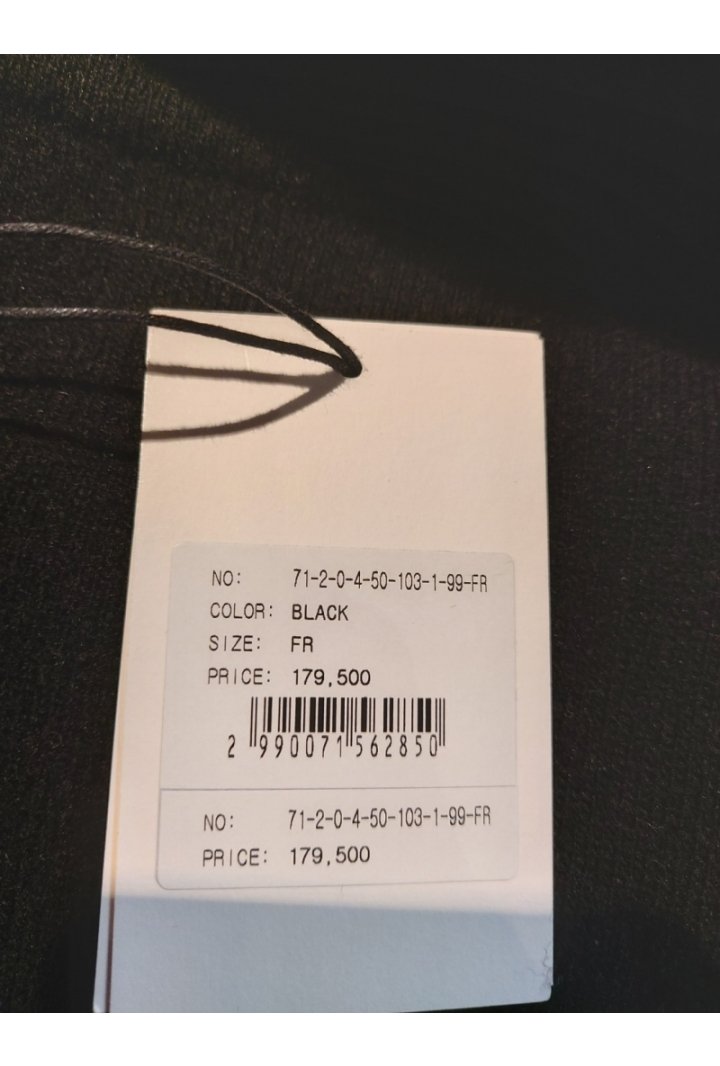 NO: 71-2-0-4-50-103-1-99-FR
COLOR: BLACK
SIZE: FR
PRICE: 179,500
2 990071 562850
NO: 71-2-0-4-50-103-1-99-FR
PRICE: 179,500